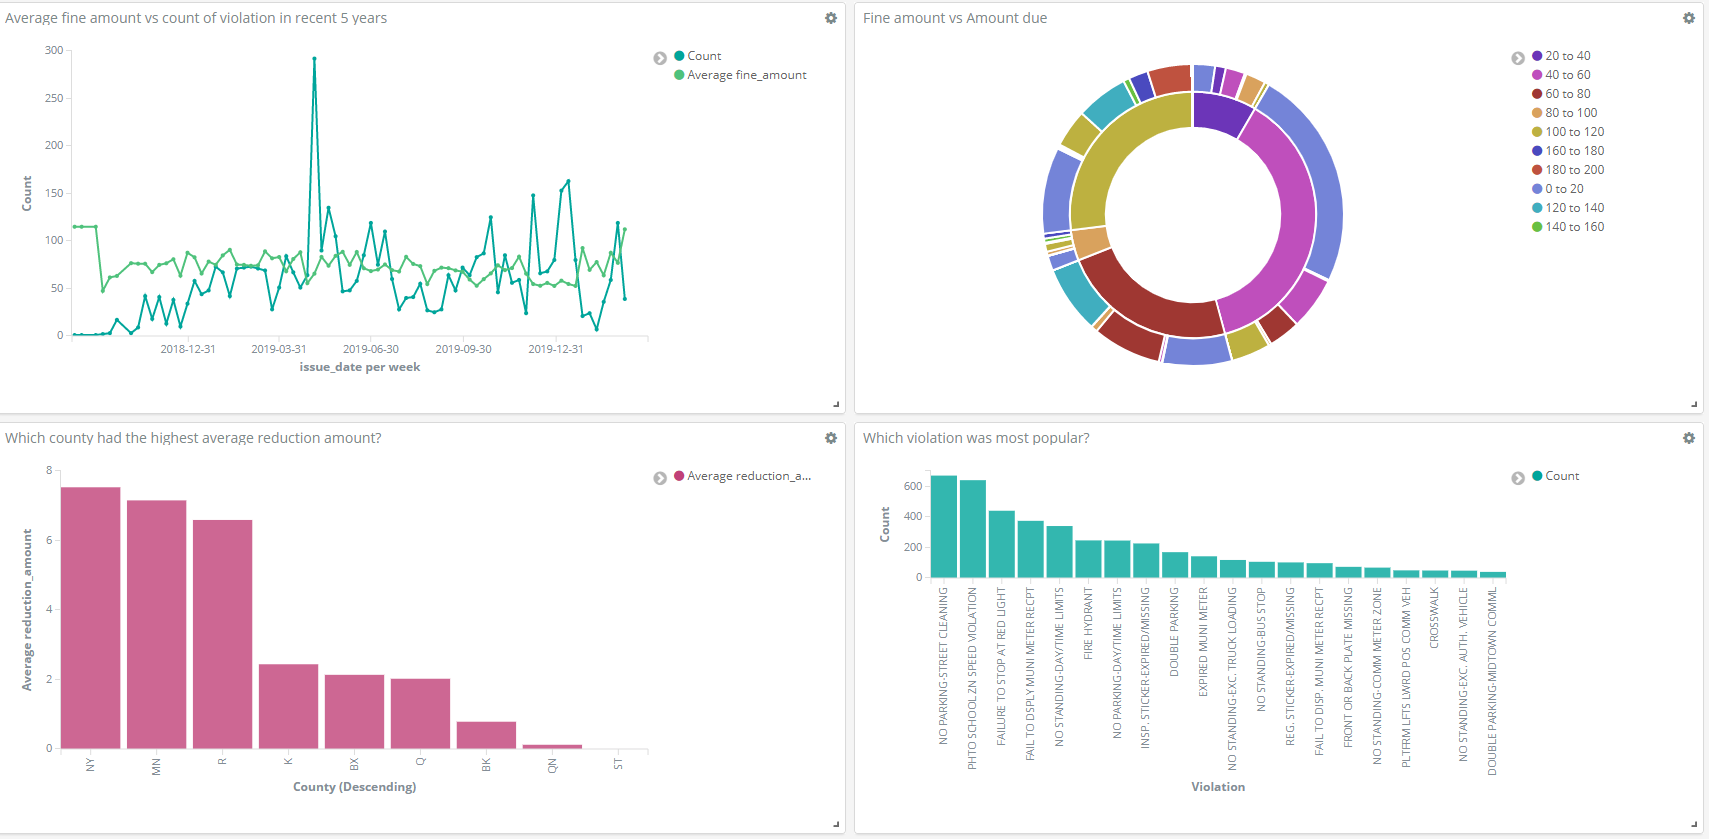 Average fine amount vs count of violation in recent 5 years
300
250
200
150
100
50
0
Count
2018-12-31
2019-03-31
2019-06-30
2019-09-30
2019-12-31
issue_date per week
Count
Average fine_amount
Fine amount vs Amount due
20 to 40
40 to 60
60 to 80
80 to 100
100 to 120
160 to 180
180 to 200
0 to 20
120 to 140
140 to 160
Which county had the highest average reduction amount?
8
6
4
2
0
Average reduction_amount
NY
MN
R
K
BX
Q
BK
QN
ST
County (Descending)
Average reduction_a...
Which violation was most popular?
600
400
200
0
Count
NO PARKING-STREET CLEANING
PHTO SCHOOL ZN SPEED VIOLATION
FAILURE TO STOP AT RED LIGHT
FAIL TO DSPLY MUNI METER RECPT
NO STANDING-DAY/TIME LIMITS
FIRE HYDRANT
NO PARKING-DAY/TIME LIMITS
INSP. STICKER-EXPIRED/MISSING
DOUBLE PARKING
EXPIRED MUNI METER
NO STANDING-EXC. TRUCK LOADING
NO STANDING-BUS STOP
REG. STICKER-EXPIRED/MISSING
FAIL TO DISP. MUNI METER RECPT
FRONT OR BACK PLATE MISSING
NO STANDING-COMM METER ZONE
PLTFRM LFTS LWRD POS COMM VEH
CROSSWALK
NO STANDING-EXC. AUTH. VEHICLE
DOUBLE PARKING-MIDTOWN COMML
Violation
Count